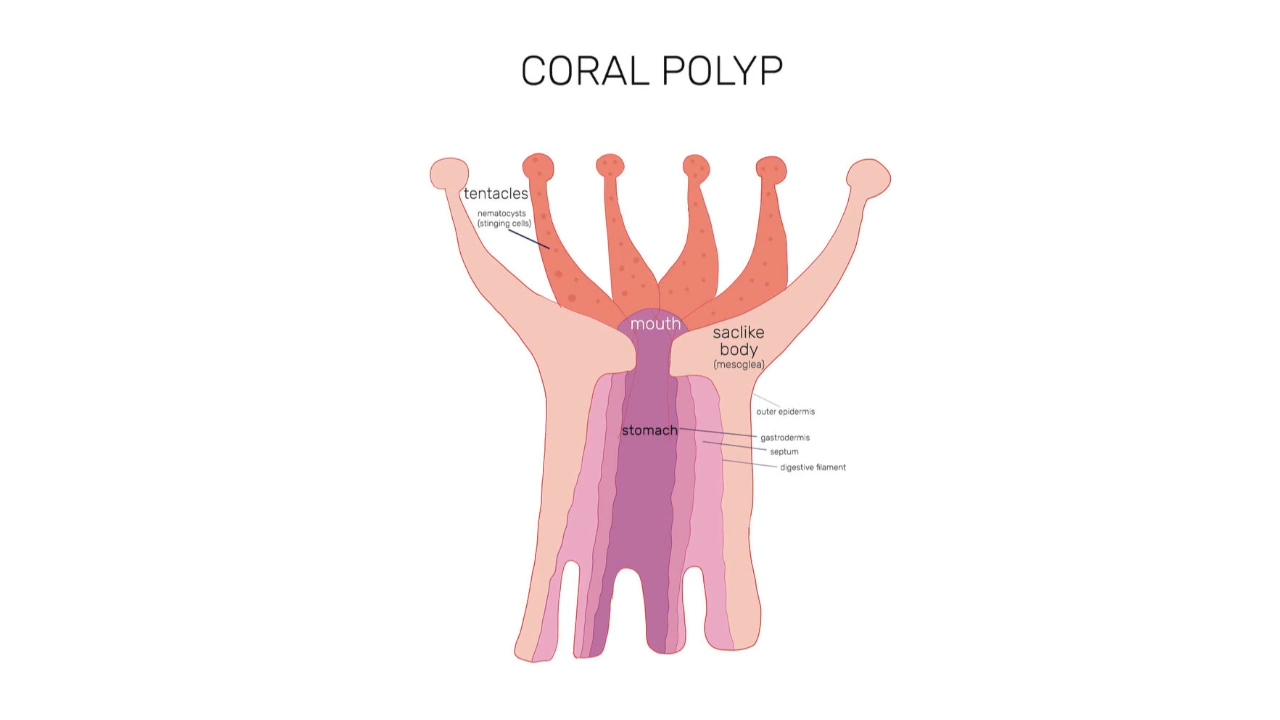 CORAL POLYP
tentacles
nematocysts
(stinging cells)
mouth
saclike
body
(mesoglea)
outer epidermis
stomach
gastrodermis
septum
digestive filament